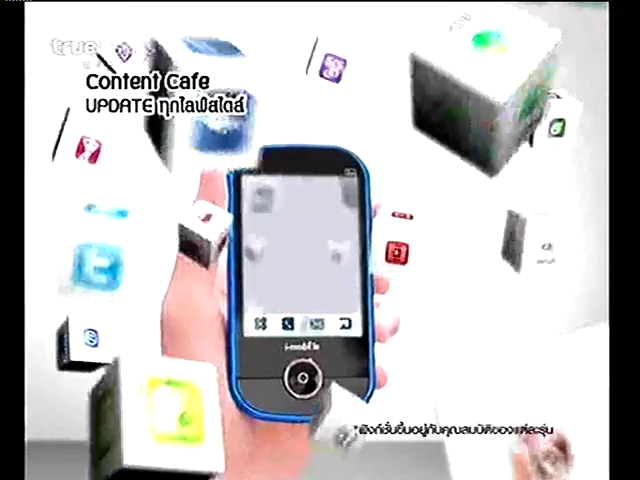 true
Content Cafe
UPDATE ทุกไลฟ์สไตล์
i-mobile
*ฟังก์ชั่นขึ้นอยู่กับคุณสมบัติของแต่ละรุ่น